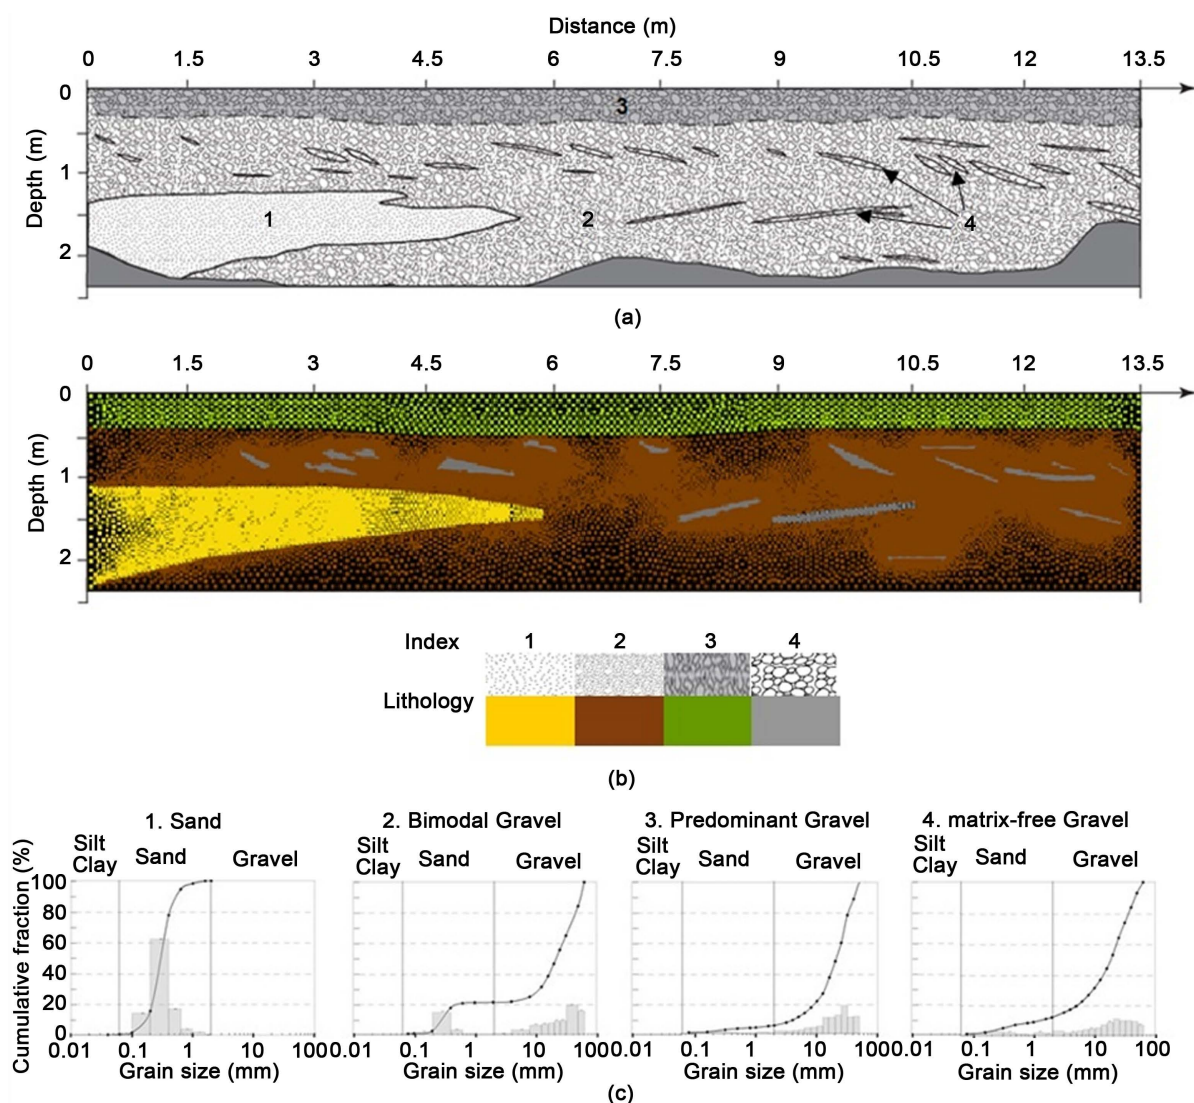 Distance (m)
0 1.5 3 4.5 6 7.5 9 10.5 12 13.5
Depth (m)
0
1
2
3
1
2
4
(a)
0 1.5 3 4.5 6 7.5 9 10.5 12 13.5
Depth (m)
0
1
2
Index 1 2 3 4
Lithology
(b)
1. Sand 2. Bimodal Gravel 3. Predominant Gravel 4. matrix-free Gravel
Silt Clay Sand Gravel Silt Clay Sand Gravel Silt Clay Sand Gravel Silt Clay Sand Gravel
Cumulative fraction (%)
100
80
60
40
20
0
0.01 0.1 1 10 100 0.01 0.1 1 10 100 0.01 0.1 1 10 100 0.01 0.1 1 10 100
Grain size (mm) Grain size (mm) Grain size (mm) Grain size (mm)
(c)